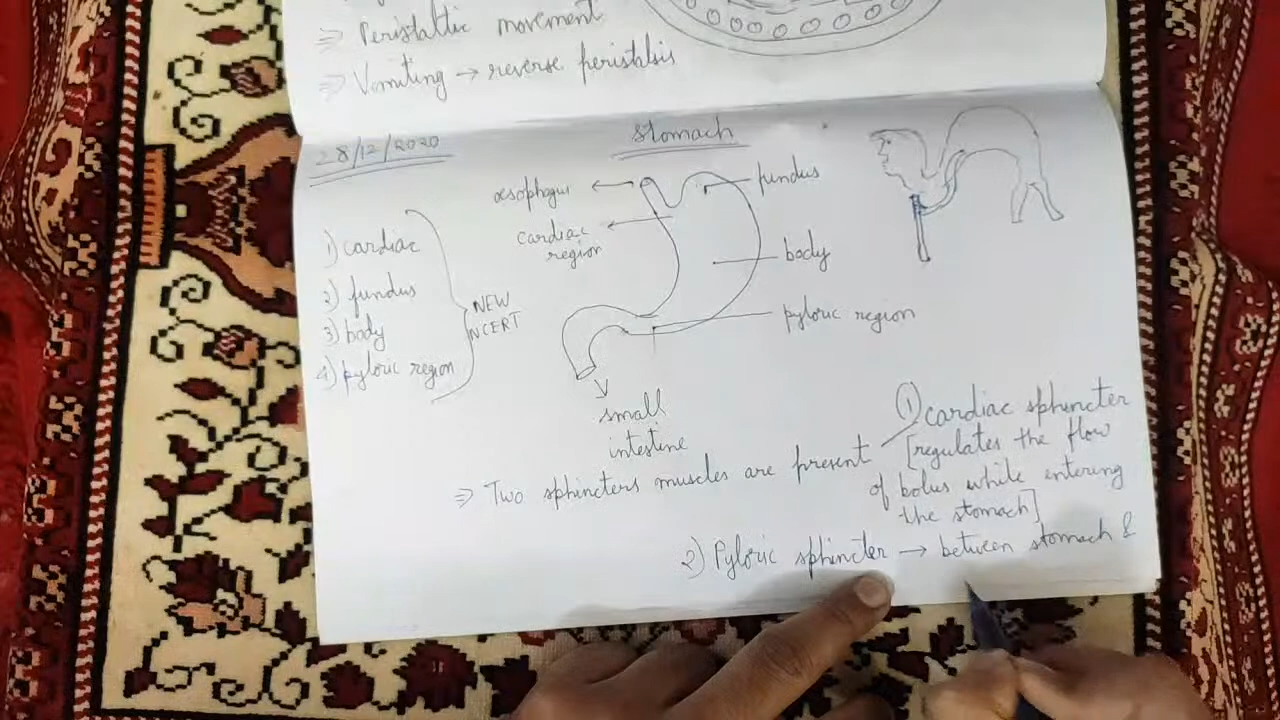 ⇒ Peristaltic movement
⇒ Vomiting → reverse peristalsis
28/12/2020
Stomach
oesophagus
fundus
cardiac
region
1) cardiac
2) fundus
3) body
4) pyloric region
NEW
NCERT
body
pyloric region
small
intestine
⇒ Two sphincters muscles are present
① cardiac sphincter
[regulates the flow
of bolus while entering
the stomach]
2) Pyloric sphincter → between stomach &